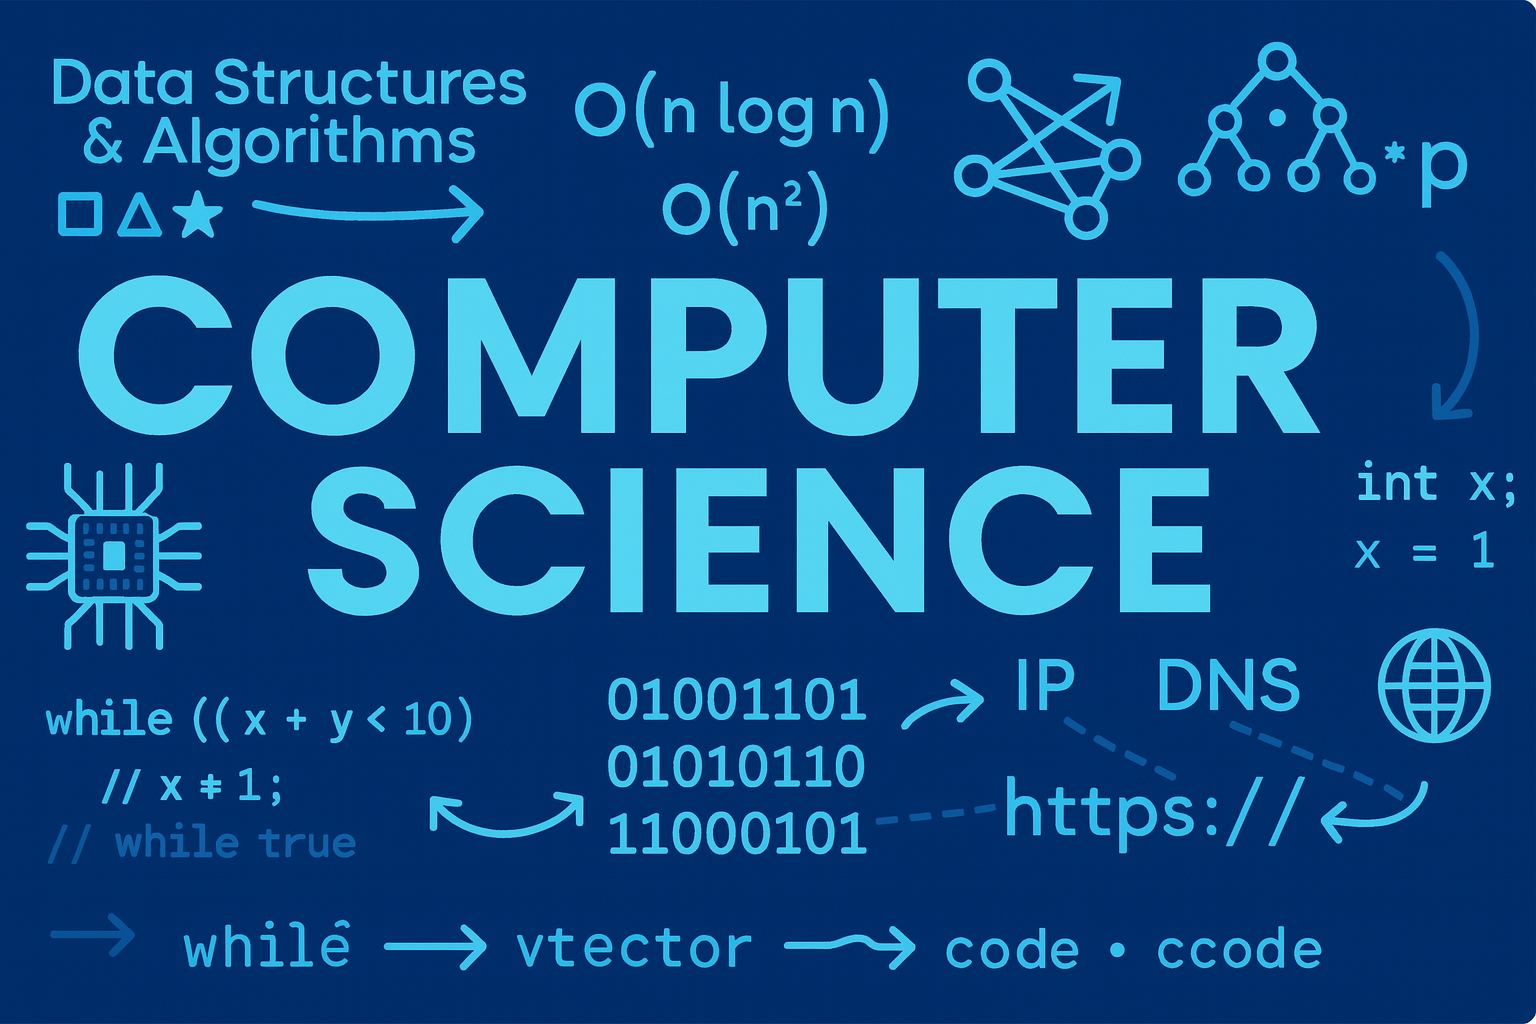 Data Structures
& Algorithms
O(n log n)
O(n²)
*p
COMPUTER
SCIENCE
int x;
x = 1
while ((x + y < 10)
// x ǂ 1;
// while true
01001101
01010110
11000101
IP DNS
https://
whilê → vtector → code • ccode